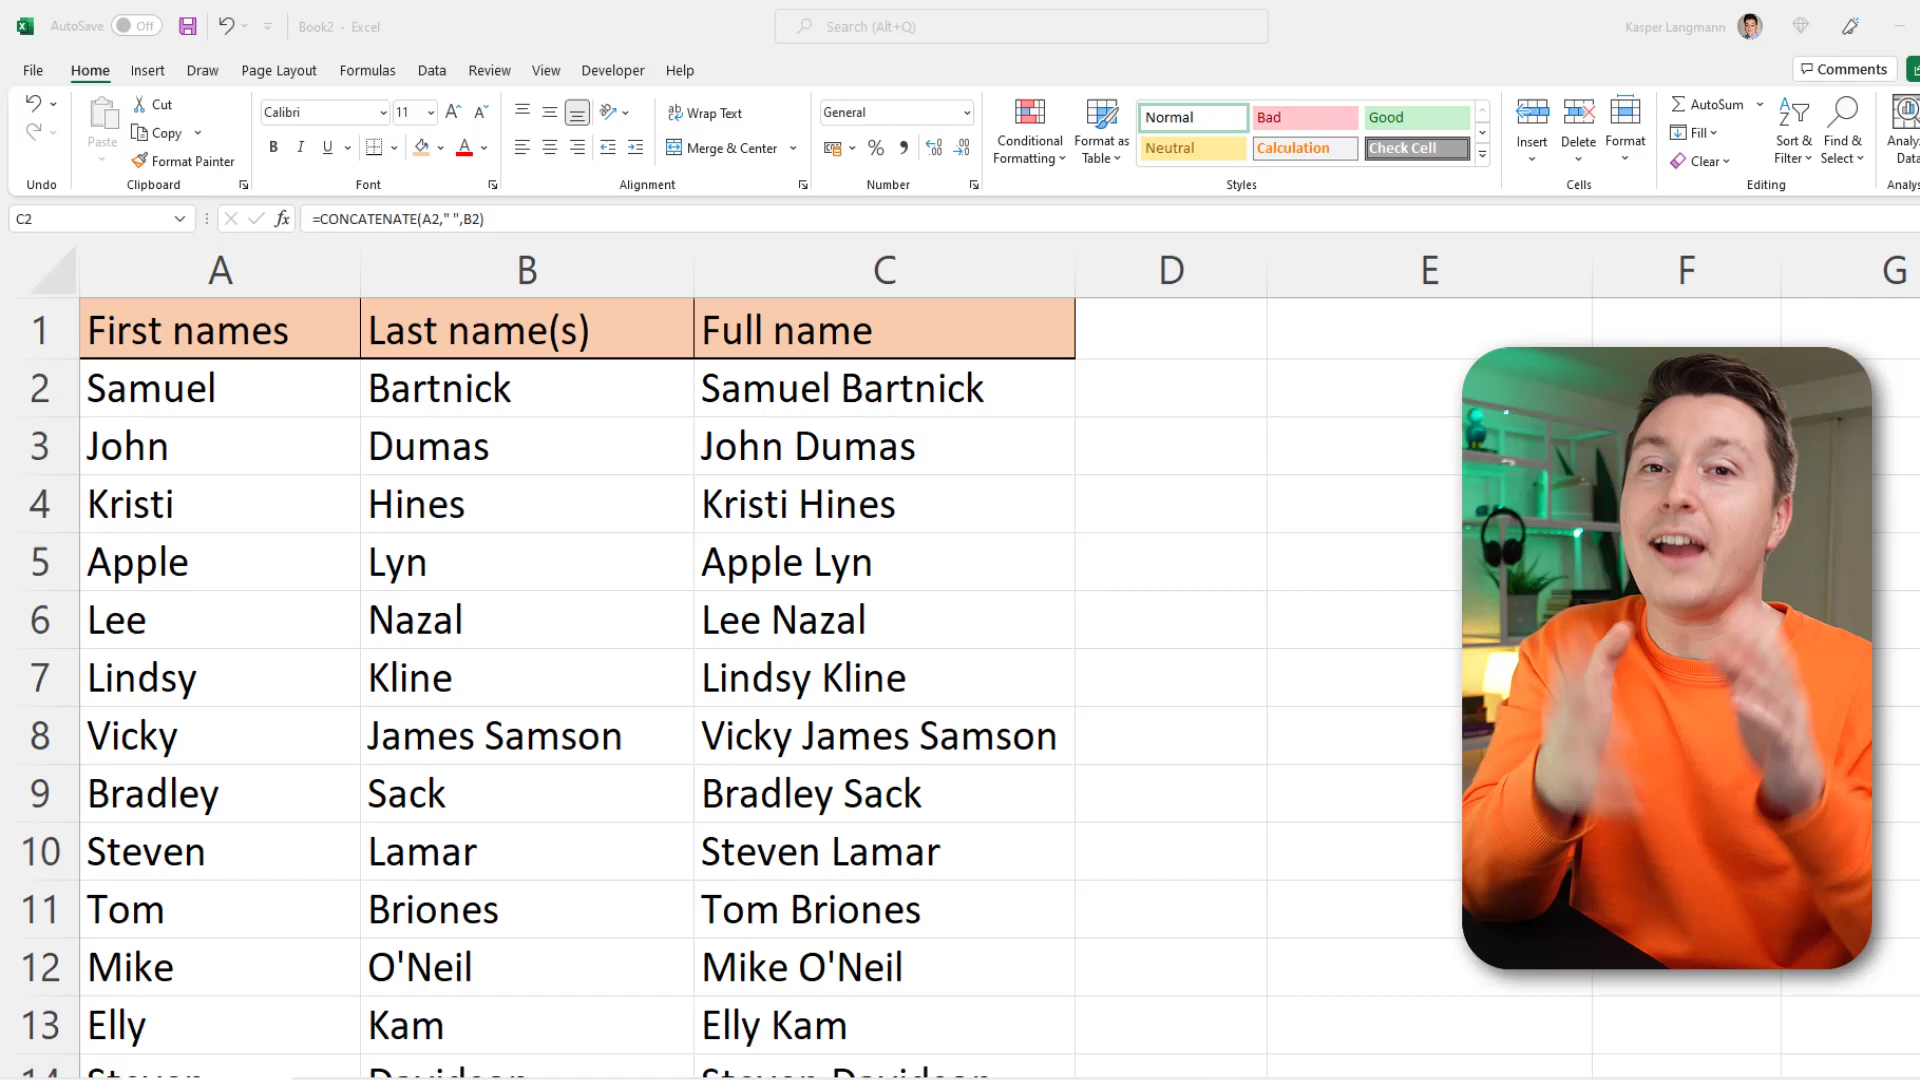 AutoSave Off Book2 - Excel Search (Alt+Q) Kasper Langmann
File Home Insert Draw Page Layout Formulas Data Review View Developer Help Comments
Paste Cut Copy Format Painter
Calibri 11
B I U
Wrap Text
Merge & Center
General
Conditional Formatting Format as Table
Normal Bad Good
Neutral Calculation Check Cell
Insert Delete Format
AutoSum
Fill
Clear
Sort & Filter Find & Select
Undo Clipboard Font Alignment Number Styles Cells Editing
C2 fx =CONCATENATE(A2," ",B2)
A B C D E F G
1 First names Last name(s) Full name
2 Samuel Bartnick Samuel Bartnick
3 John Dumas John Dumas
4 Kristi Hines Kristi Hines
5 Apple Lyn Apple Lyn
6 Lee Nazal Lee Nazal
7 Lindsy Kline Lindsy Kline
8 Vicky James Samson Vicky James Samson
9 Bradley Sack Bradley Sack
10 Steven Lamar Steven Lamar
11 Tom Briones Tom Briones
12 Mike O'Neil Mike O'Neil
13 Elly Kam Elly Kam